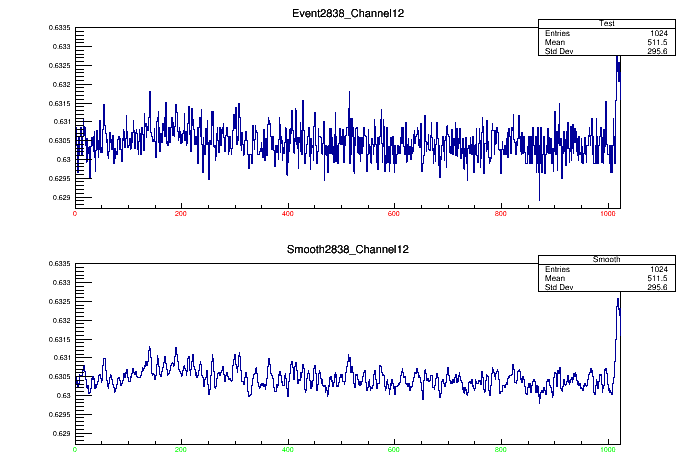 Event2838_Channel12
Test
Entries 1024
Mean 511.5
Std Dev 295.6
0.6335
0.633
0.6325
0.632
0.6315
0.631
0.6305
0.63
0.6295
0.629
0 200 400 600 800 1000
Smooth2838_Channel12
Smooth
Entries 1024
Mean 511.5
Std Dev 295.6
0.6335
0.633
0.6325
0.632
0.6315
0.631
0.6305
0.63
0.6295
0.629
0 200 400 600 800 1000